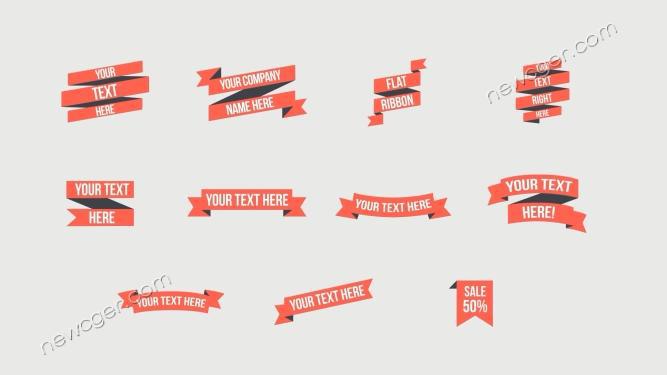 YOUR
TEXT
HERE
YOUR COMPANY
NAME HERE
FLAT
RIBBON
YOUR
TEXT
RIGHT
HERE
newcger.com
YOUR TEXT
HERE
YOUR TEXT HERE
YOUR TEXT HERE
YOUR TEXT
HERE!
YOUR TEXT HERE
YOUR TEXT HERE
SALE
50%
newcger.com